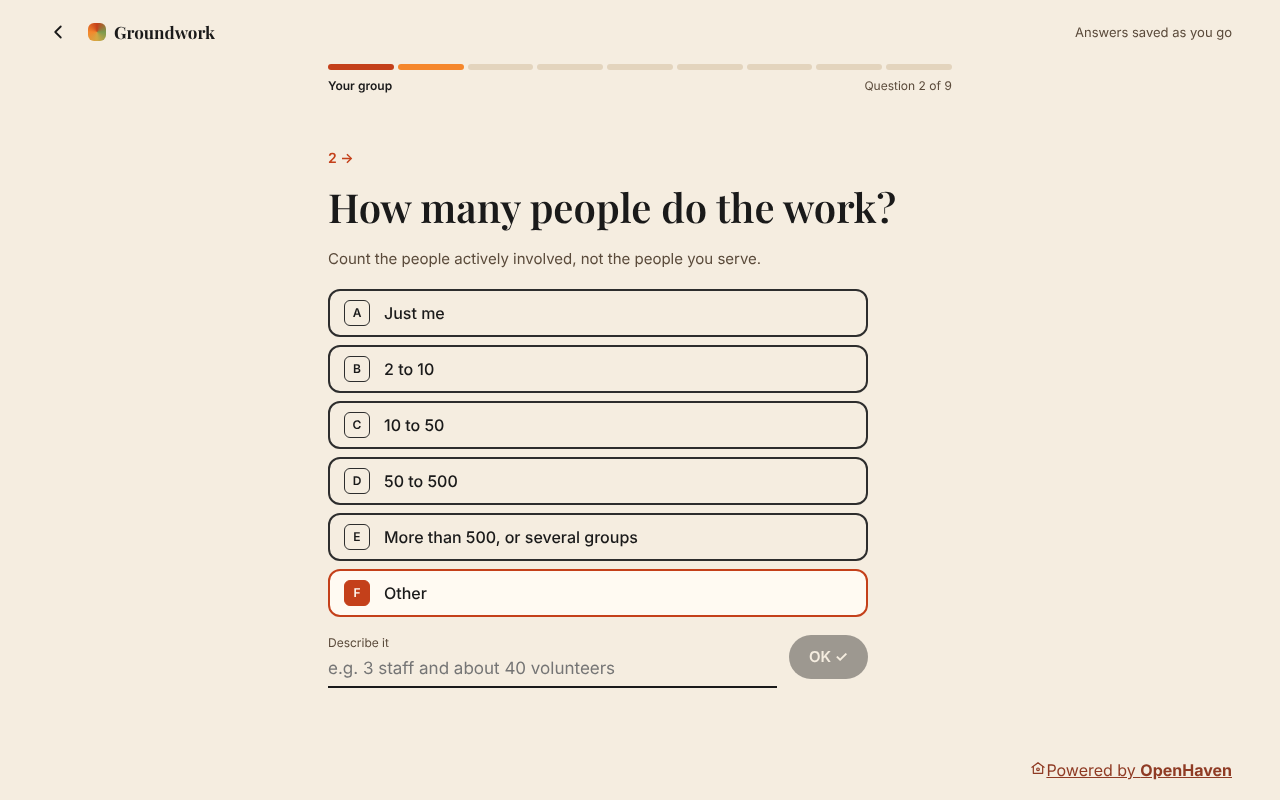 Groundwork
Answers saved as you go
Your group
Question 2 of 9
2 →
How many people do the work?
Count the people actively involved, not the people you serve.
A Just me
B 2 to 10
C 10 to 50
D 50 to 500
E More than 500, or several groups
F Other
Describe it
e.g. 3 staff and about 40 volunteers
OK ✓
Powered by OpenHaven